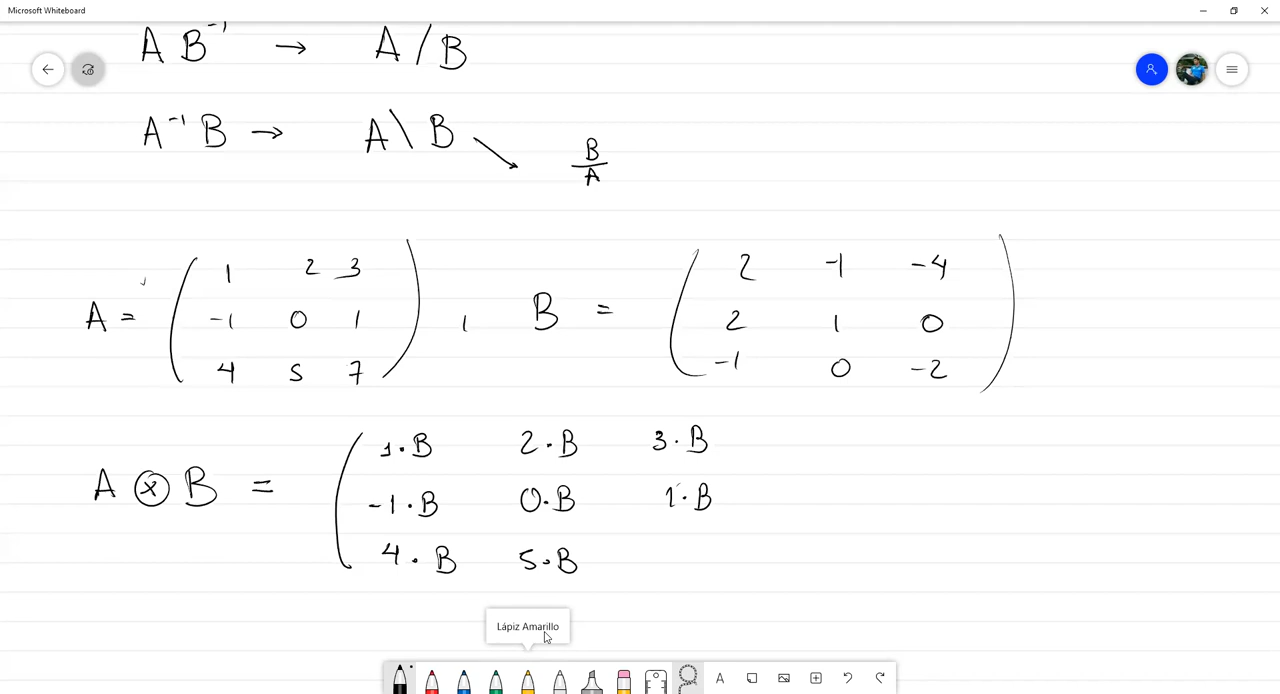 Microsoft Whiteboard
A B⁻¹ → A / B
A⁻¹ B → A \ B
B
A
A = ( 1 2 3 , B = ( 2 -1 -4
-1 0 1 2 1 0
4 5 7 ) -1 0 -2 )
A ⊗ B = ( 1·B 2·B 3·B
-1·B 0·B 1·B
4·B 5·B
Lápiz Amarillo
A